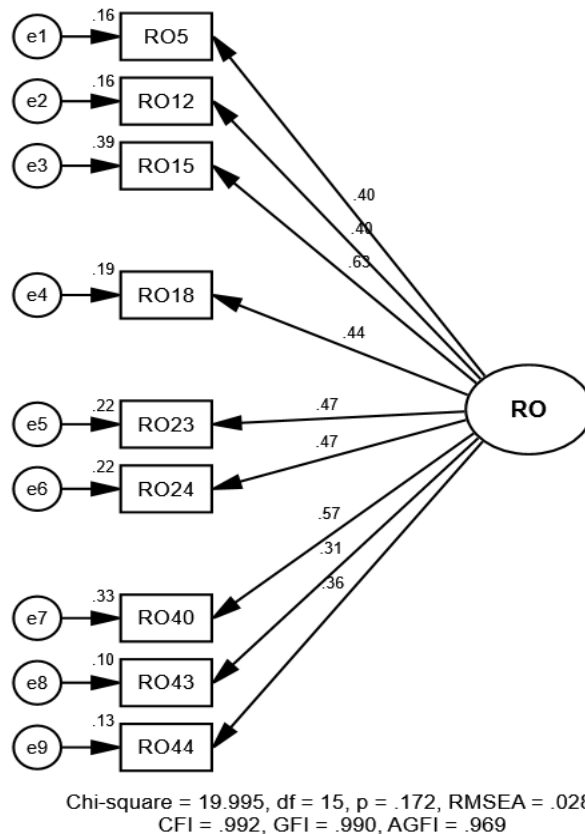 .16
e1
RO5
.16
e2
RO12
.39
e3
RO15
.40
.40
.63
.19
e4
RO18
.44
RO
.22
e5
RO23
.47
.22
e6
RO24
.47
.57
.31
.36
.33
e7
RO40
.10
e8
RO43
.13
e9
RO44
Chi-square = 19.995, df = 15, p = .172, RMSEA = .028
CFI = .992, GFI = .990, AGFI = .969